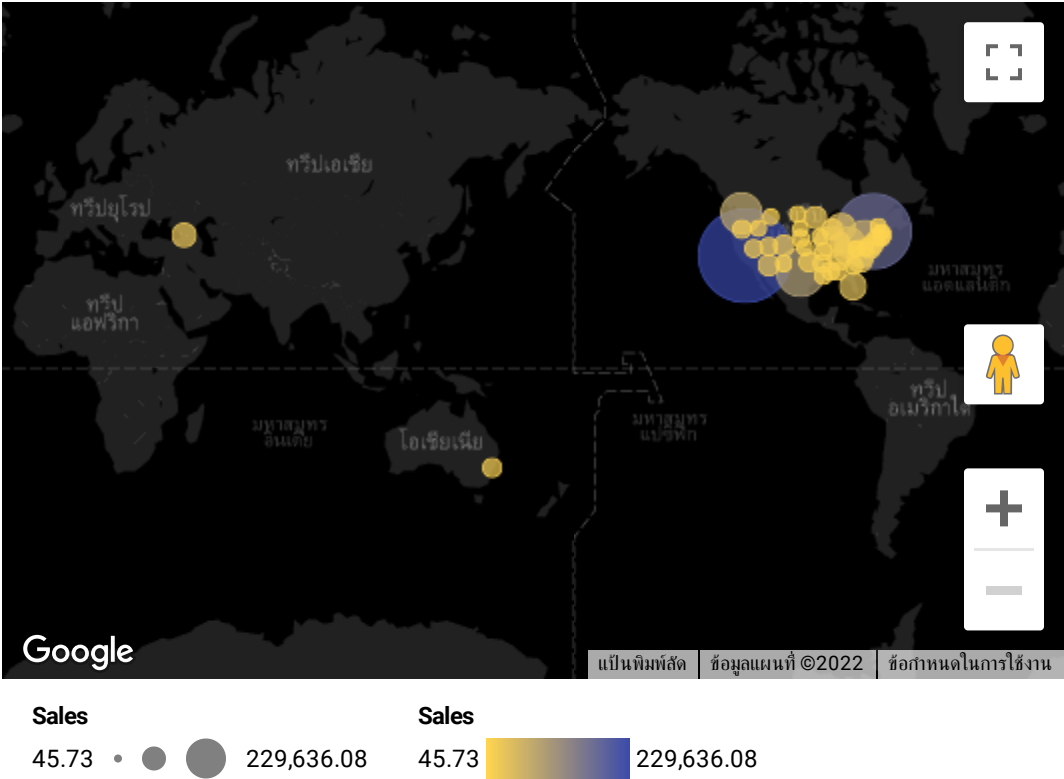 ทวีปเอเชีย
ทวีปยุโรป
ทวีป
แอฟริกา
มหาสมุทร
แอตแลนติก
ทวีป
อเมริกาใต้
มหาสมุทร
อินเดีย
โอเชียเนีย
มหาสมุทร
แปซิฟิก
Google
แป้นพิมพ์ลัด
ข้อมูลแผนที่ ©2022
ข้อกำหนดในการใช้งาน
Sales
45.73
229,636.08
Sales
45.73
229,636.08